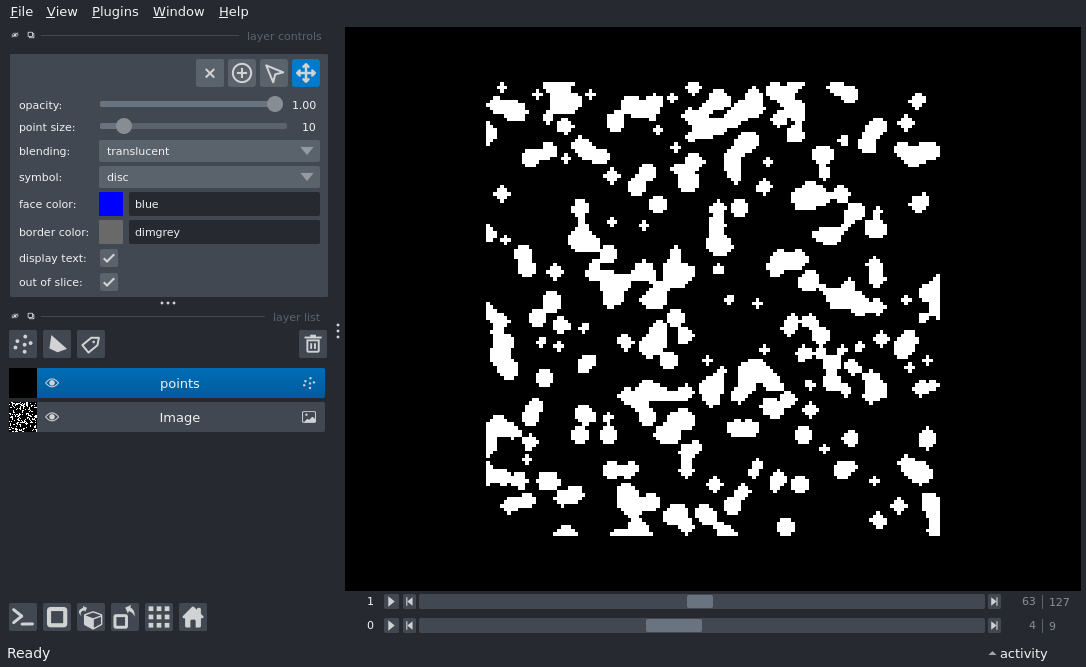 File View Plugins Window Help
layer controls
opacity: 1.00
point size: 10
blending: translucent
symbol: disc
face color: blue
border color: dimgrey
display text:
out of slice:
layer list
points
Image
1 63 127
0 4 9
Ready activity